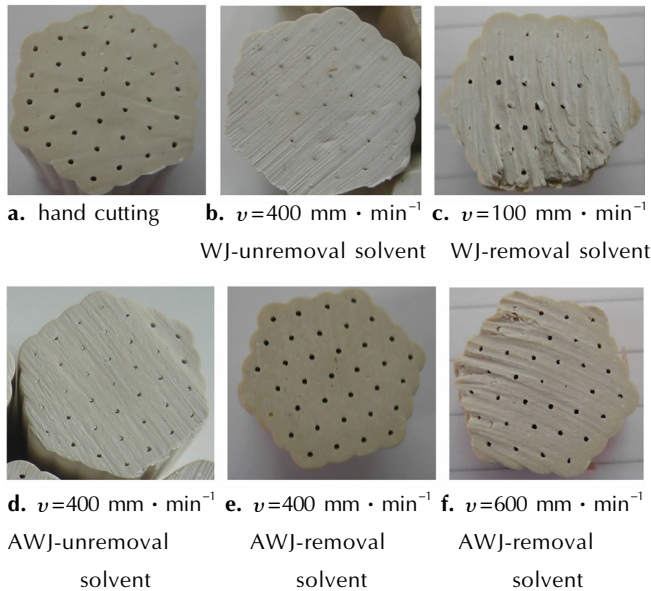 a. hand cutting
b. υ=400 mm · min⁻¹
WJ-unremoval solvent
c. υ=100 mm · min⁻¹
WJ-removal solvent
d. υ=400 mm · min⁻¹
AWJ-unremoval
solvent
e. υ=400 mm · min⁻¹
AWJ-removal
solvent
f. υ=600 mm · min⁻¹
AWJ-removal
solvent